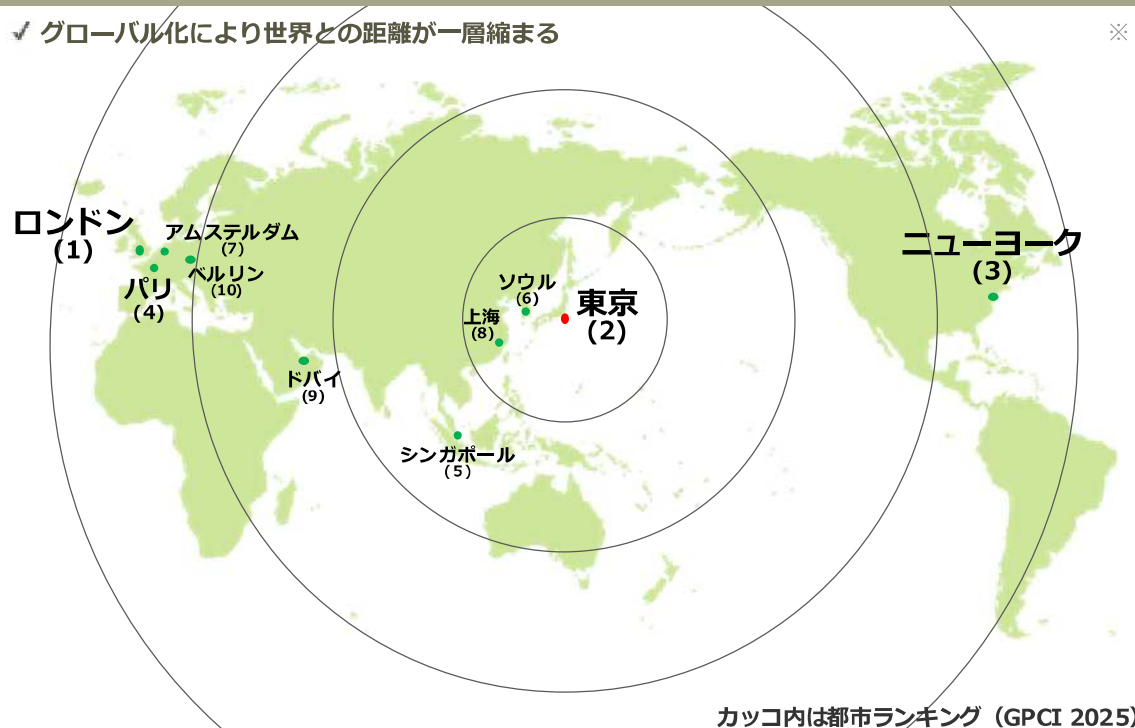 ✓ グローバル化により世界との距離が一層縮まる
※
ロンドン
(1)
アムステルダム
(7)
ベルリン
(10)
パリ
(4)
ドバイ
(9)
ソウル
(6)
上海
(8)
東京
(2)
シンガポール
(5)
ニューヨーク
(3)
カッコ内は都市ランキング（GPCI 2025）